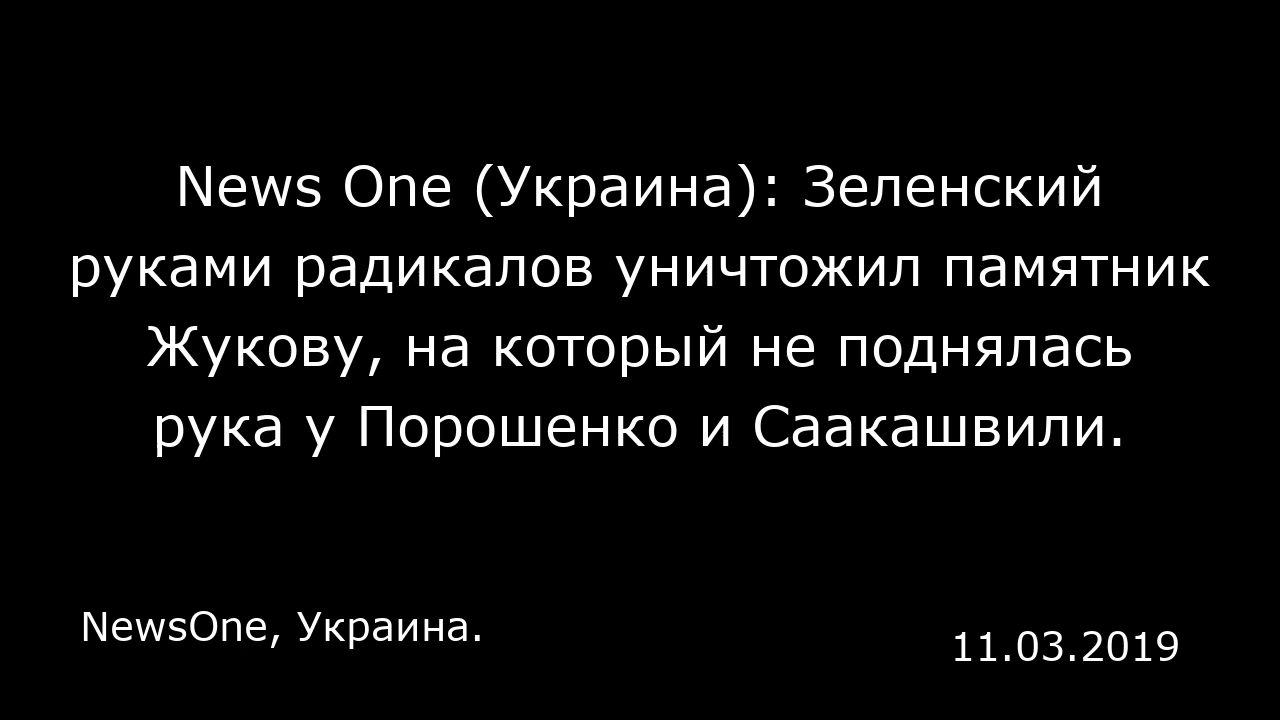 News One (Украина): Зеленский
руками радикалов уничтожил памятник
Жукову, на который не поднялась
рука у Порошенко и Саакашвили.
NewsOne, Украина.
11.03.2019